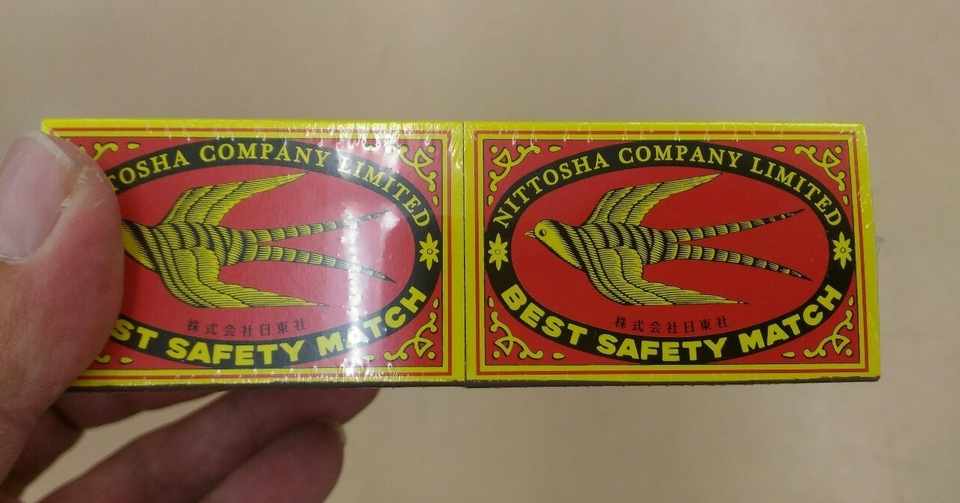 TOSHA COMPANY LIMITED
株式会社日東社
ST SAFETY MATCH
NITTOSHA COMPANY LIMITED
株式会社日東社
BEST SAFETY MATCH